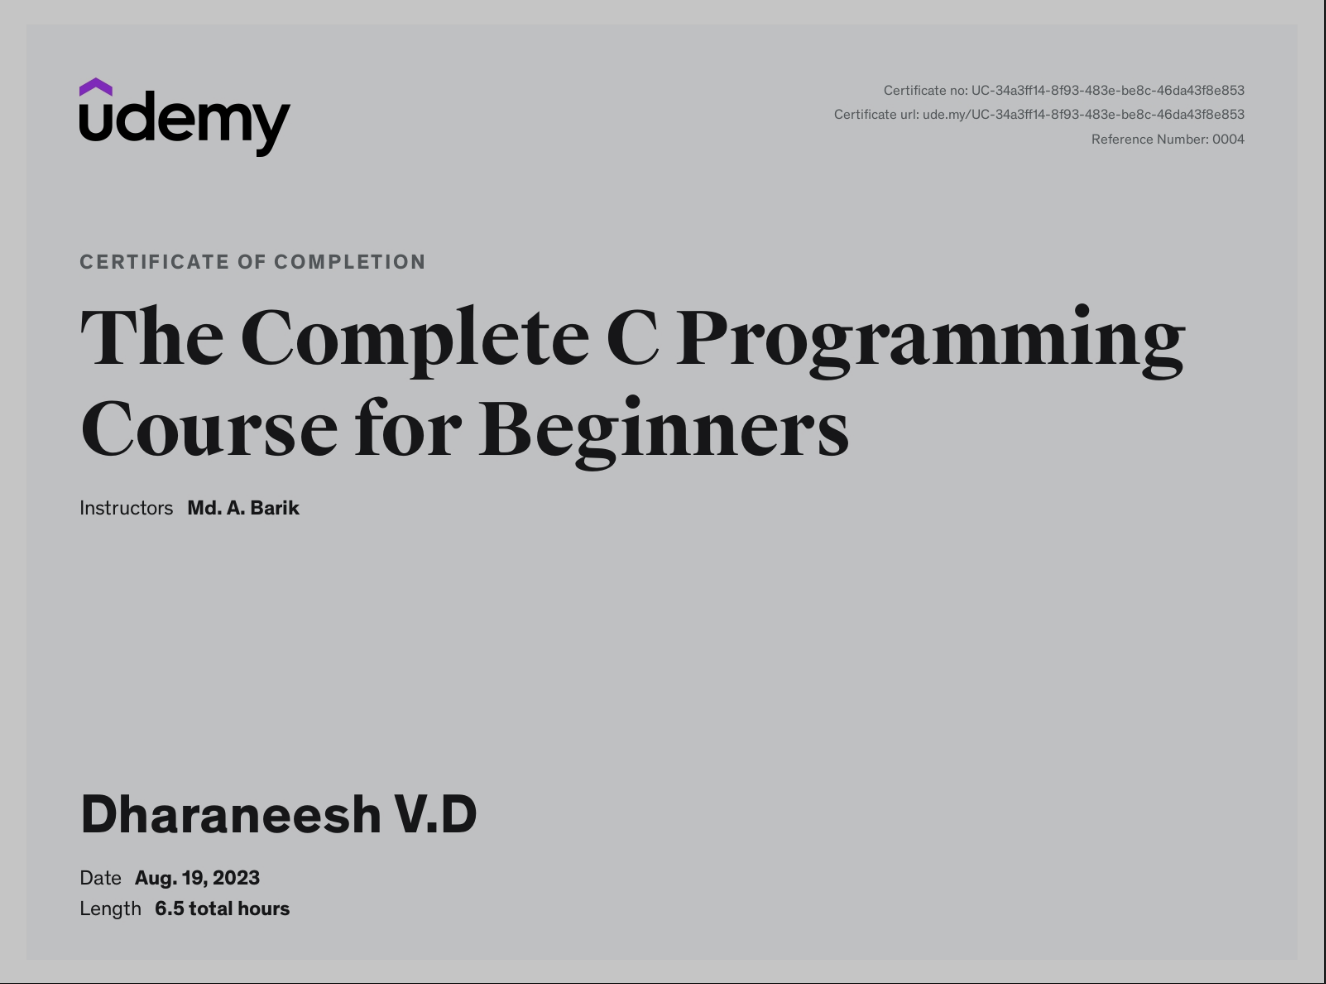 udemy
Certificate no: UC-34a3ff14-8f93-483e-be8c-46da43f8e853
Certificate url: ude.my/UC-34a3ff14-8f93-483e-be8c-46da43f8e853
Reference Number: 0004
CERTIFICATE OF COMPLETION
The Complete C Programming
Course for Beginners
Instructors Md. A. Barik
Dharaneesh V.D
Date Aug. 19, 2023
Length 6.5 total hours